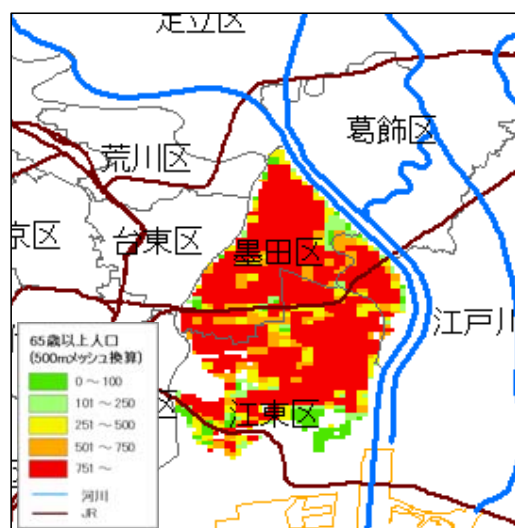 足立区
葛飾区
荒川区
京区
台東区
墨田区
江戸川
65歳以上人口
(500mメッシュ換算)
0～100
101～250
251～500
501～750
751～
河川
JR
区
江東区